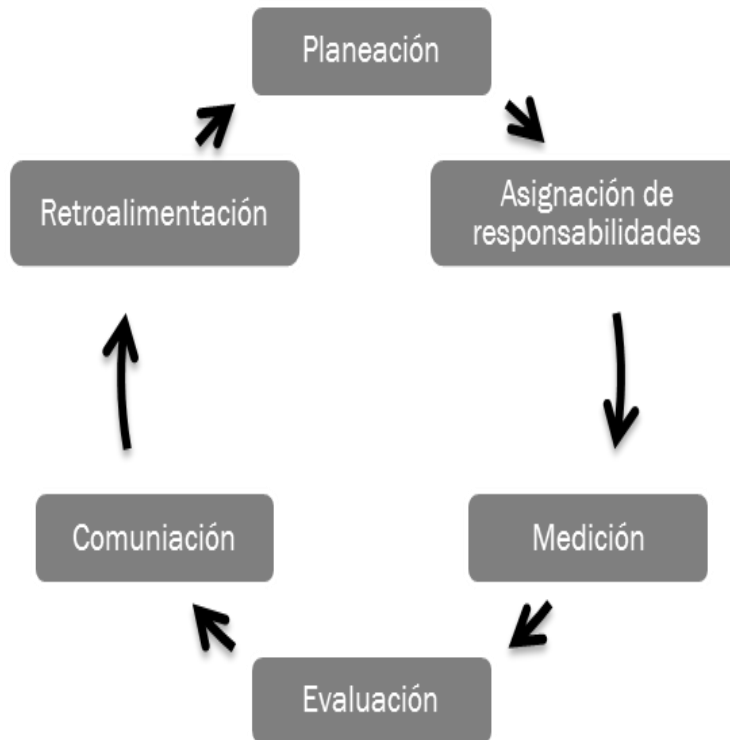 Planeación
Asignación de
responsabilidades
Medición
Evaluación
Comuniación
Retroalimentación